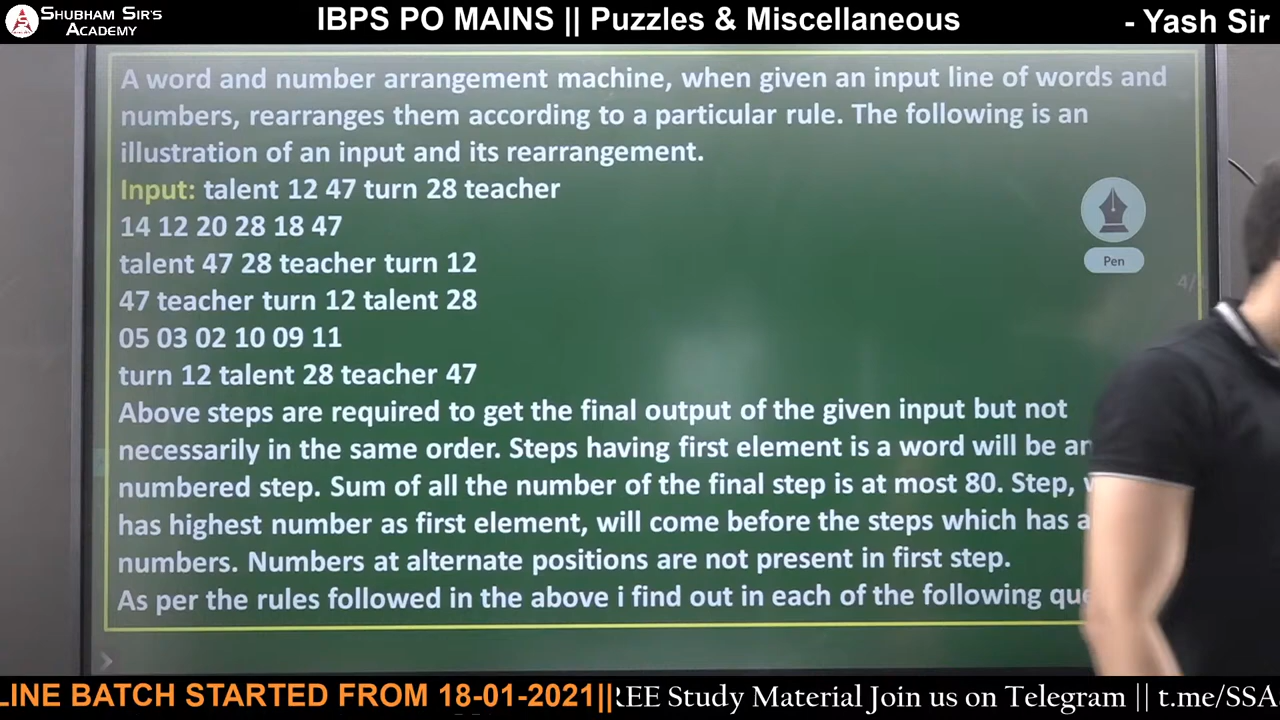 SHUBHAM SIR'S
ACADEMY
IBPS PO MAINS || Puzzles & Miscellaneous
- Yash Sir
A word and number arrangement machine, when given an input line of words and
numbers, rearranges them according to a particular rule. The following is an
illustration of an input and its rearrangement.
Input: talent 12 47 turn 28 teacher
14 12 20 28 18 47
talent 47 28 teacher turn 12
47 teacher turn 12 talent 28
05 03 02 10 09 11
turn 12 talent 28 teacher 47
Above steps are required to get the final output of the given input but not
necessarily in the same order. Steps having first element is a word will be an
numbered step. Sum of all the number of the final step is at most 80. Step,
has highest number as first element, will come before the steps which has a
numbers. Numbers at alternate positions are not present in first step.
As per the rules followed in the above i find out in each of the following que
Pen
LINE BATCH STARTED FROM 18-01-2021||
REE Study Material Join us on Telegram || t.me/SSA